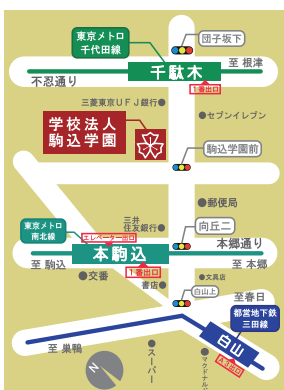 東京メトロ
千代田線
団子坂下
千駄木
至 根津
不忍通り
1番出口
三菱東京UFJ銀行
セブンイレブン
学校法人
駒込学園
駒込学園前
郵便局
東京メトロ
南北線
三井
住友銀行
向丘二
エレベーター出口
本郷通り
本駒込
至 駒込
1番出口
至 本郷
交番
文具店
書店
白山上
至春日
都営地下鉄
三田線
白山
至 巣鴨
スーパー
マクドナル
A3出口
N